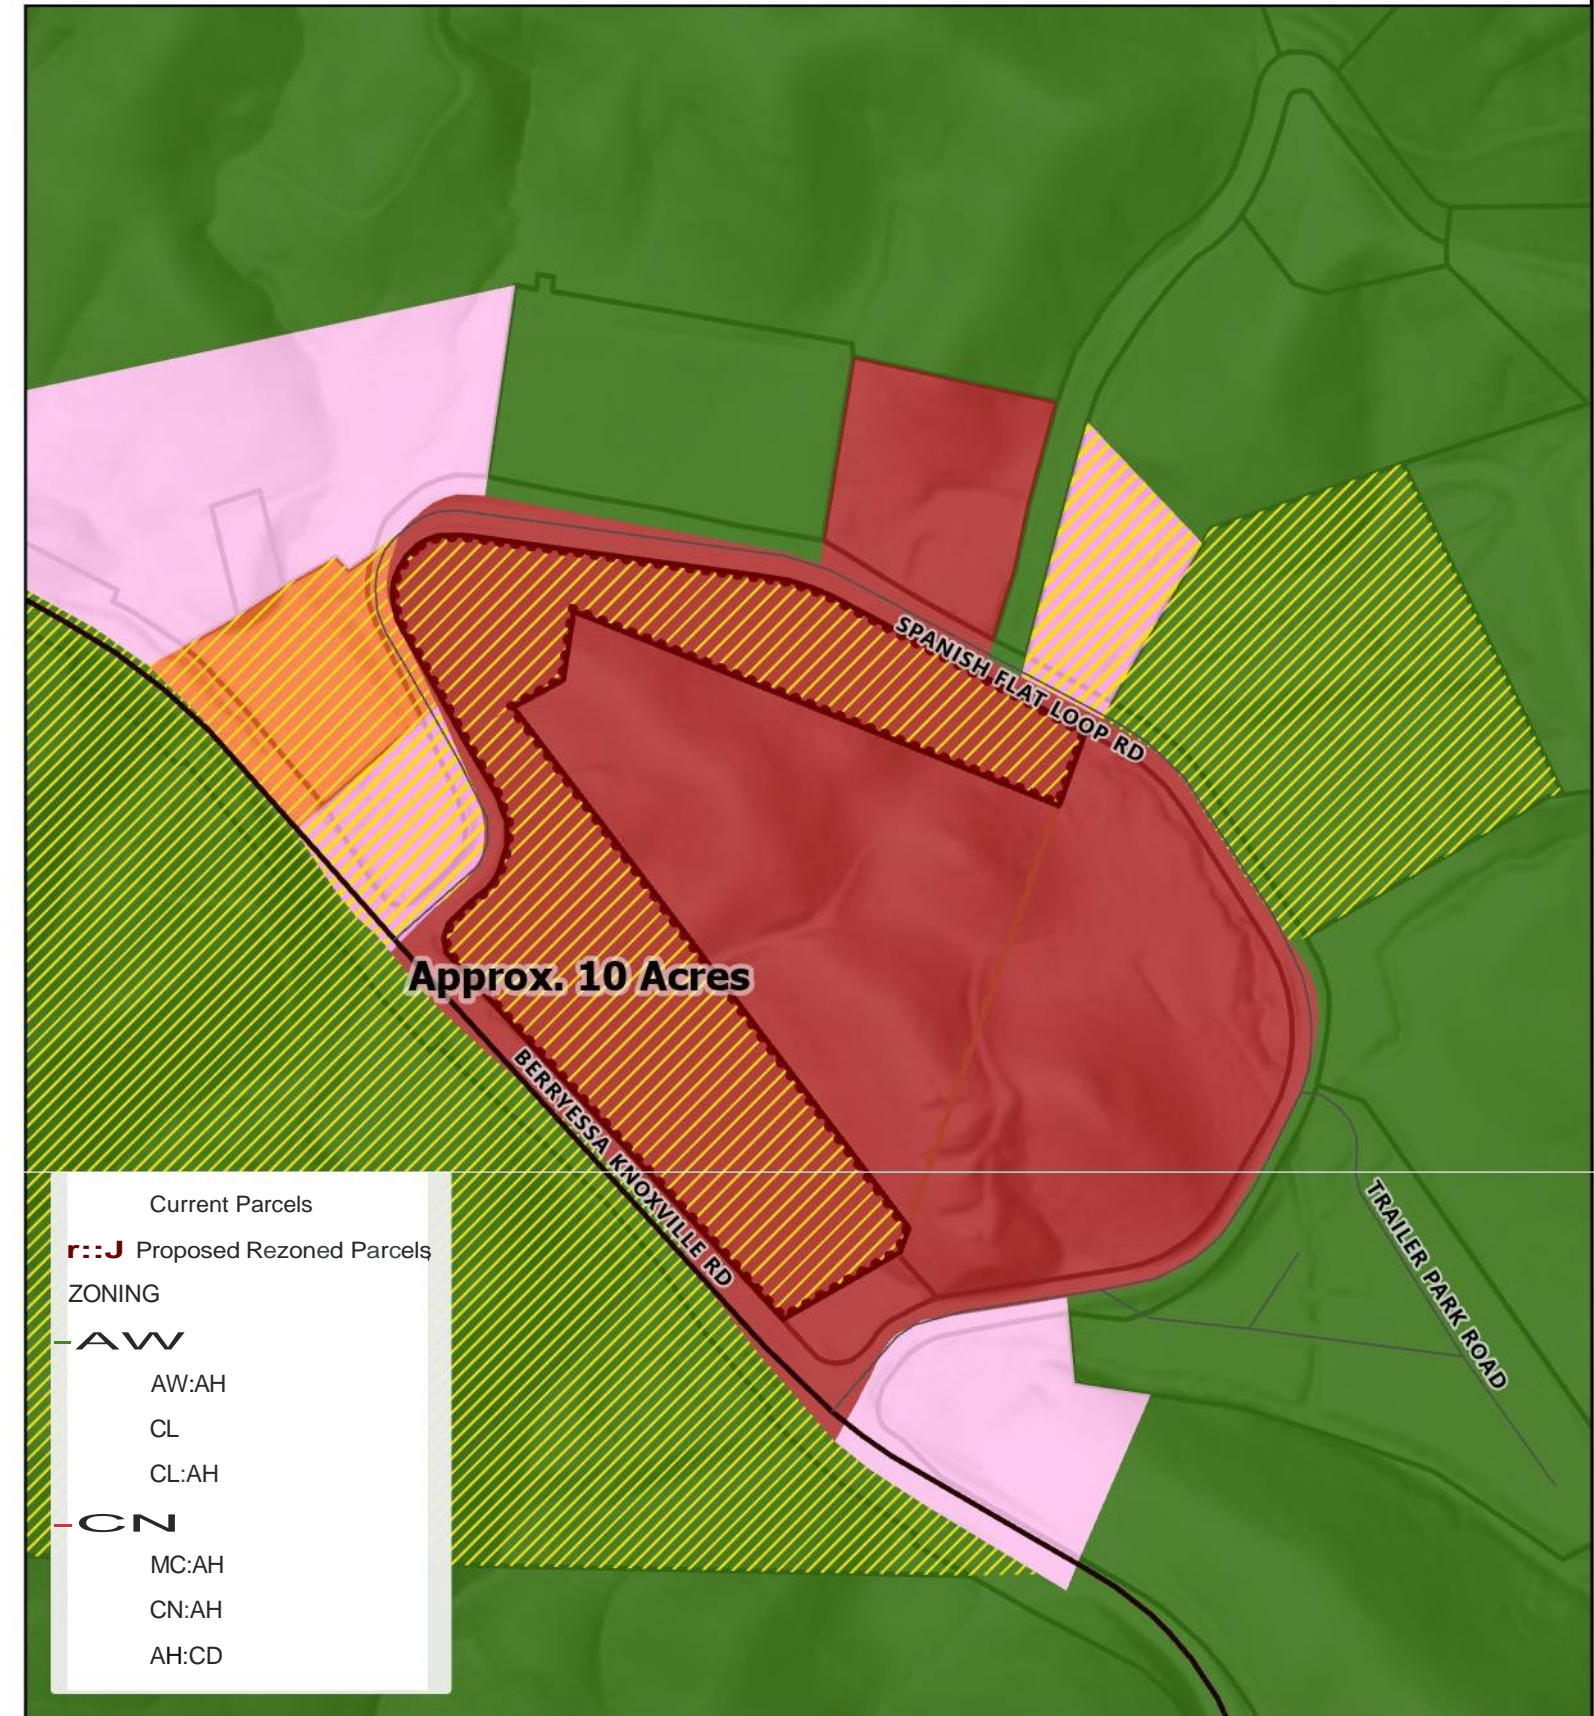 SPANISH FLAT LOOP RD
Approx. 10 Acres
BERRYESSA KNOXVILLE RD
TRAILER PARK ROAD
Current Parcels
r::J Proposed Rezoned Parcels
ZONING
AW
AW:AH
CL
CL:AH
CN
MC:AH
CN:AH
AH:CD